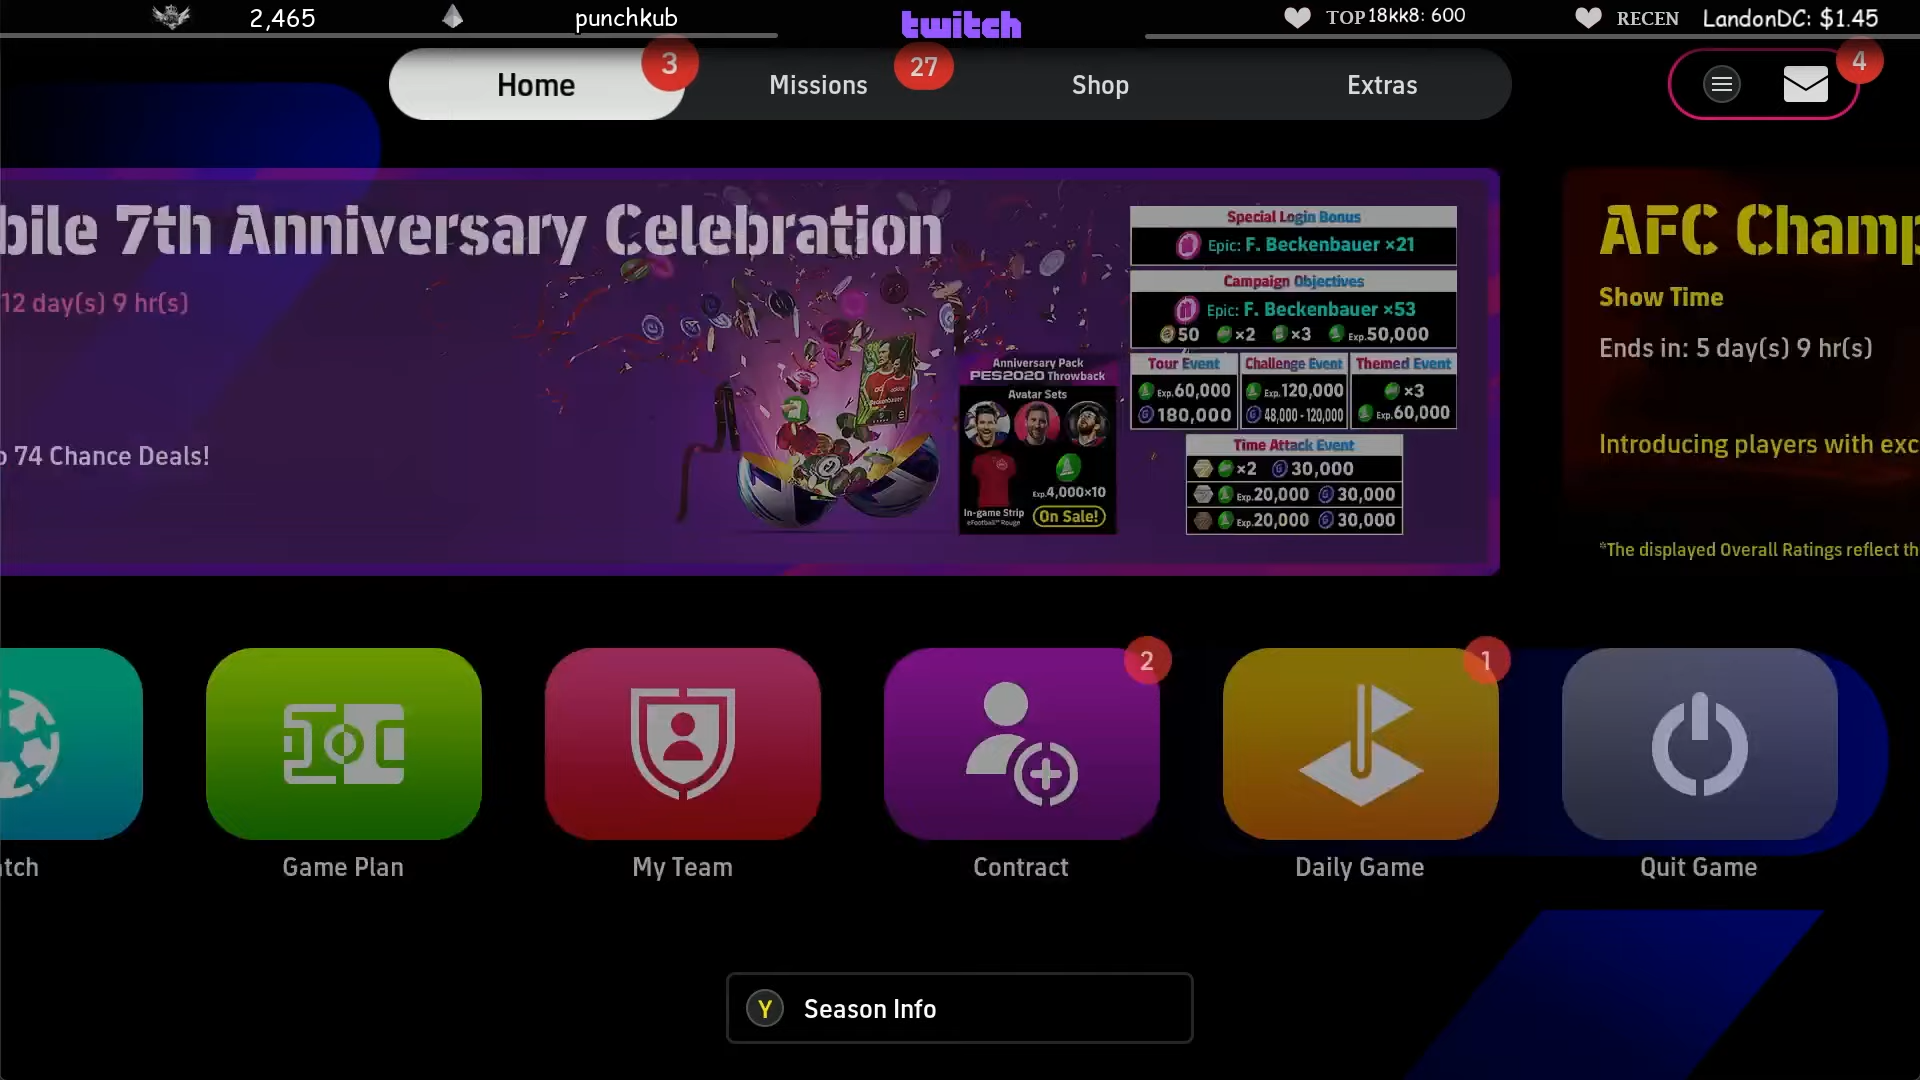 2,465
punchkub
twitch
TOP 18kk8: 600
RECEN LandonDC: $1.45
Home
3
Missions
27
Shop
Extras
4
bile 7th Anniversary Celebration
12 day(s) 9 hr(s)
74 Chance Deals!
Anniversary Pack
PES2020 Throwback
Avatar Sets
Exp.4,000×10
In-game Strip
eFootball™ Rouge
On Sale!
Special Login Bonus
Epic: F. Beckenbauer ×21
Campaign Objectives
Epic: F. Beckenbauer ×53
50 ×2 ×3 Exp.50,000
Tour Event
Exp.60,000
180,000
Challenge Event
Exp.120,000
48,000 - 120,000
Themed Event
×3
Exp.60,000
Time Attack Event
×2 30,000
Exp.20,000 30,000
Exp.20,000 30,000
AFC Champ
Show Time
Ends in: 5 day(s) 9 hr(s)
Introducing players with exc
*The displayed Overall Ratings reflect th
tch
Game Plan
My Team
2
Contract
1
Daily Game
Quit Game
Y Season Info